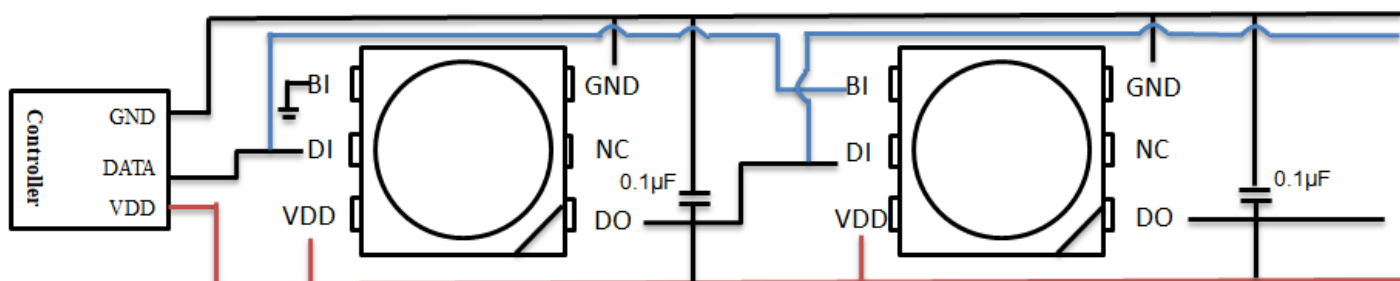 Controller
GND
DATA
VDD
BI
DI
VDD
GND
NC
DO
0.1μF
BI
DI
VDD
GND
NC
DO
0.1μF